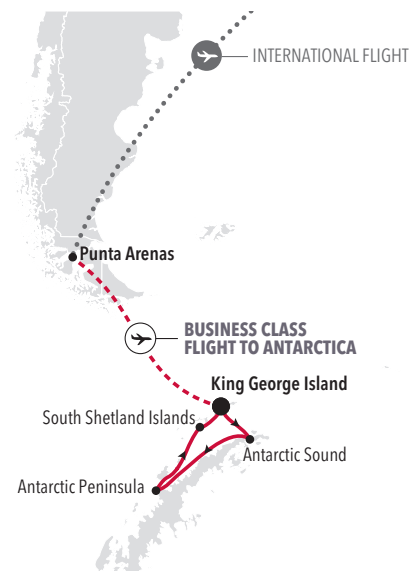 INTERNATIONAL FLIGHT
Punta Arenas
BUSINESS CLASS
FLIGHT TO ANTARCTICA
King George Island
South Shetland Islands
Antarctic Sound
Antarctic Peninsula